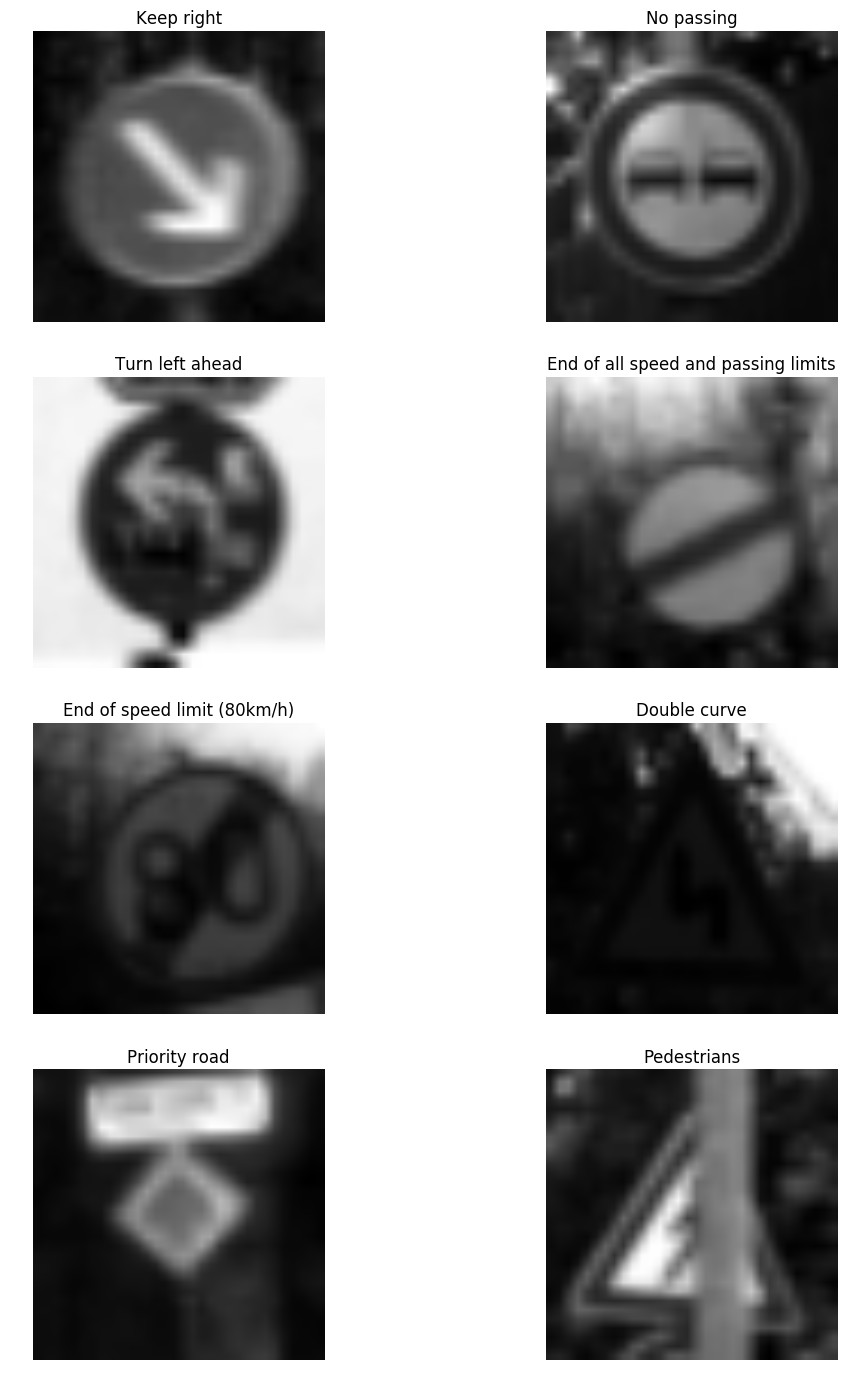 Keep right
No passing
Turn left ahead
End of all speed and passing limits
End of speed limit (80km/h)
Double curve
80
Priority road
Pedestrians